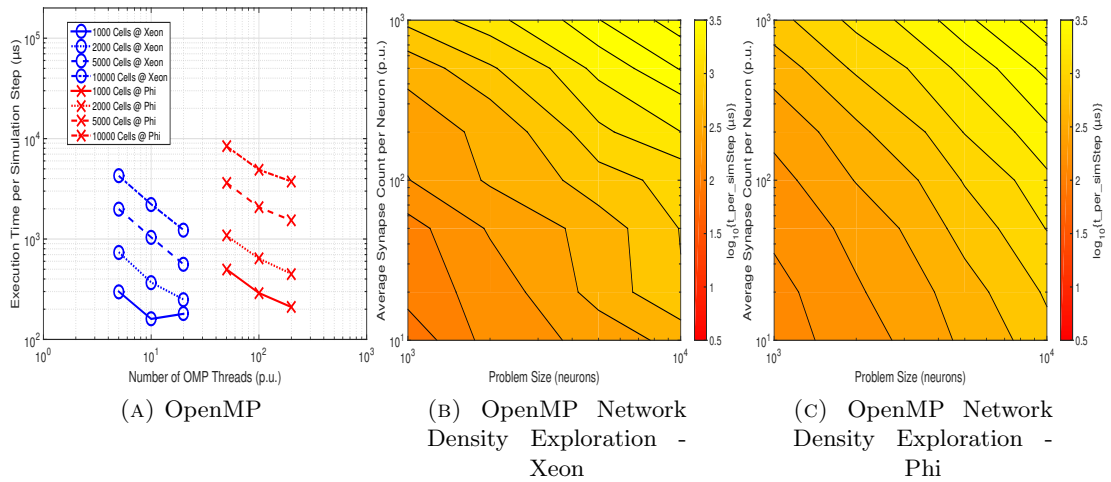 Execution Time per Simulation Step (µs)
10^5
10^4
10^3
10^2
1000 Cells @ Xeon
2000 Cells @ Xeon
5000 Cells @ Xeon
10000 Cells @ Xeon
1000 Cells @ Phi
2000 Cells @ Phi
5000 Cells @ Phi
10000 Cells @ Phi
10^0
10^1
10^2
10^3
Number of OMP Threads (p.u.)
(A) OpenMP
Average Synapse Count per Neuron (p.u.)
10^3
10^2
10^1
10^3
10^4
Problem Size (neurons)
3.5
3
2.5
2
1.5
1
0.5
log10(t_per_simStep (µs)}
(B) OpenMP Network
Density Exploration -
Xeon
Average Synapse Count per Neuron (p.u.)
10^3
10^2
10^1
10^3
10^4
Problem Size (neurons)
3.5
3
2.5
2
1.5
1
0.5
log10{t_per_simStep (µs)}
(C) OpenMP Network
Density Exploration -
Phi